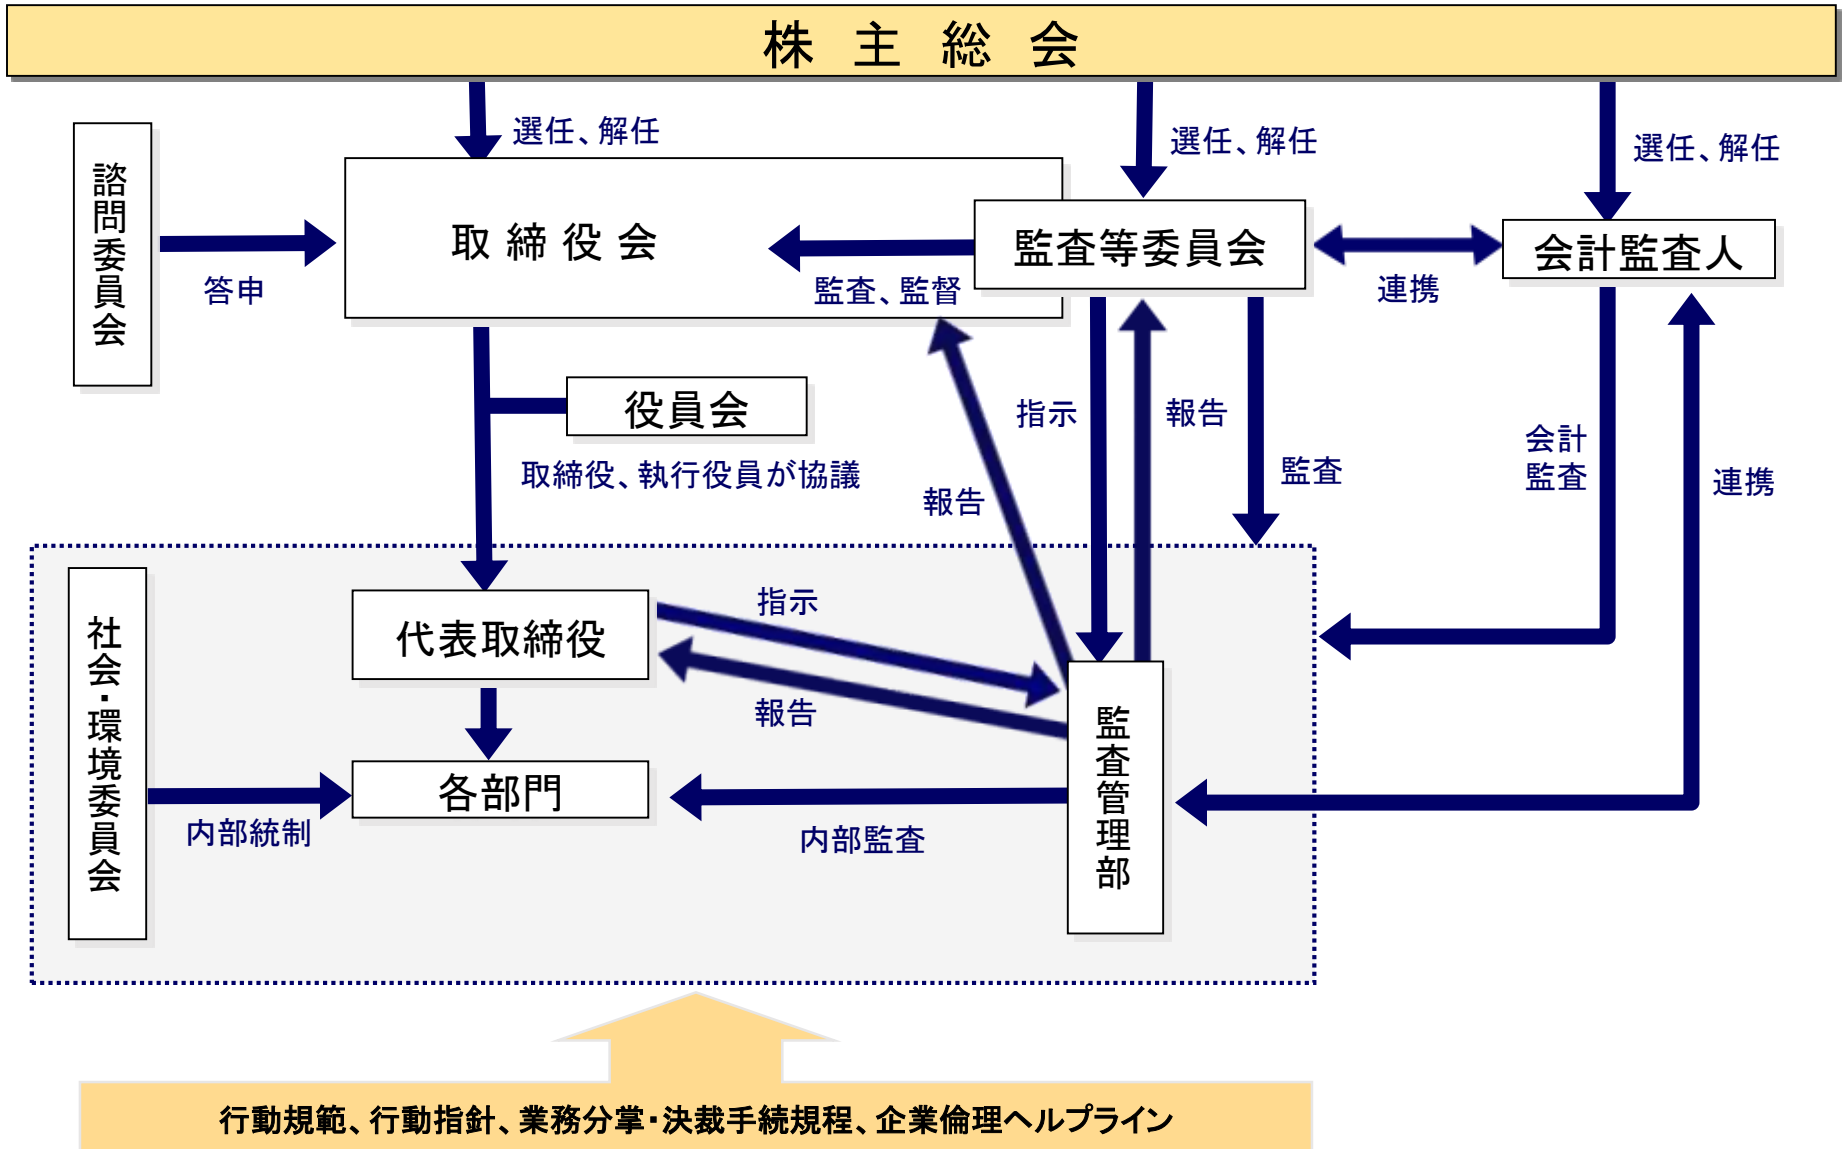 株主総会
選任、解任
選任、解任
選任、解任
諮問委員会
答申
取締役会
監査、監督
監査等委員会
連携
会計監査人
役員会
取締役、執行役員が協議
指示
報告
監査
報告
会計
監査
連携
社会・環境委員会
代表取締役
指示
報告
監査管理部
各部門
内部統制
内部監査
行動規範、行動指針、業務分掌・決裁手続規程、企業倫理ヘルプライン